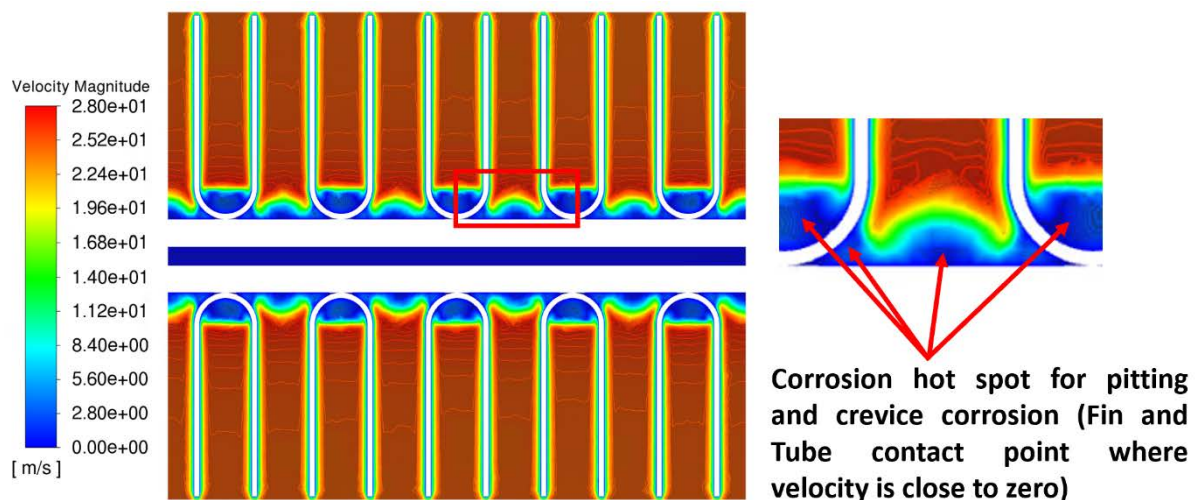 Velocity Magnitude
2.80e+01
2.52e+01
2.24e+01
1.96e+01
1.68e+01
1.40e+01
1.12e+01
8.40e+00
5.60e+00
2.80e+00
0.00e+00
[ m/s ]
Corrosion hot spot for pitting
and crevice corrosion (Fin and
Tube contact point where
velocity is close to zero)